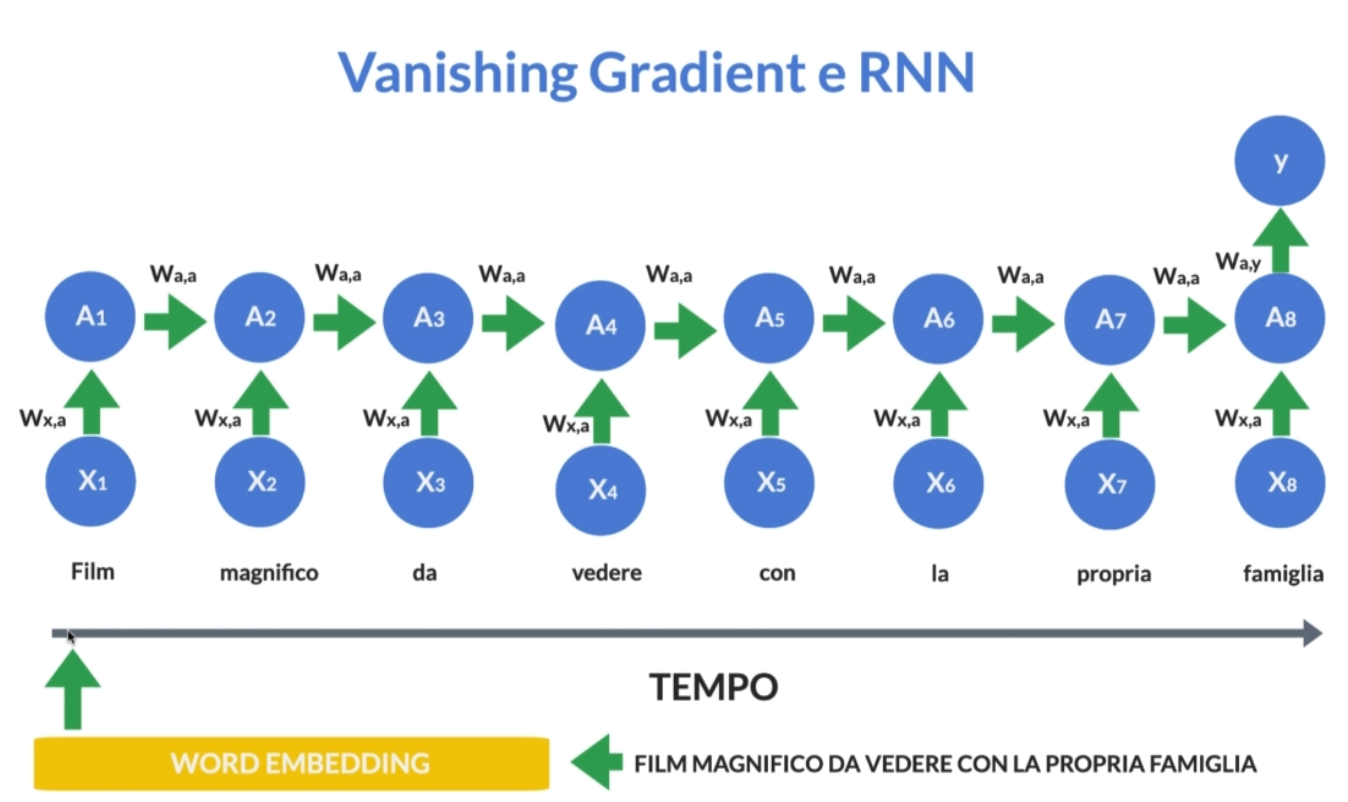 Vanishing Gradient e RNN
y
Wa,a Wa,a Wa,a Wa,a Wa,a Wa,a Wa,a Wa,y
A1 A2 A3 A4 A5 A6 A7 A8
Wx,a Wx,a Wx,a Wx,a Wx,a Wx,a Wx,a Wx,a
X1 X2 X3 X4 X5 X6 X7 X8
Film magnifico da vedere con la propria famiglia
TEMPO
WORD EMBEDDING FILM MAGNIFICO DA VEDERE CON LA PROPRIA FAMIGLIA